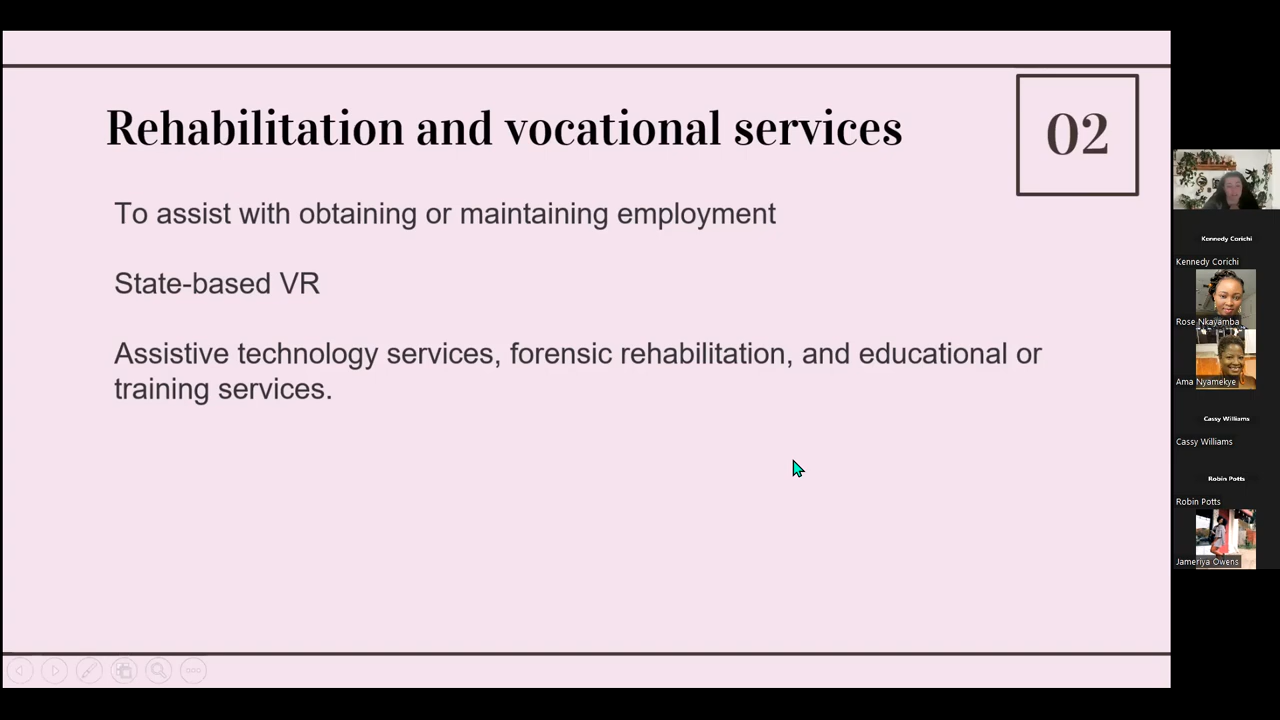 Rehabilitation and vocational services
02
To assist with obtaining or maintaining employment
State-based VR
Assistive technology services, forensic rehabilitation, and educational or
training services.
Kennedy Corichi
Kennedy Corichi
Rose Nkayamba
Ama Nyamekye
Cassy Williams
Cassy Williams
Robin Potts
Robin Potts
Jameriya Owens